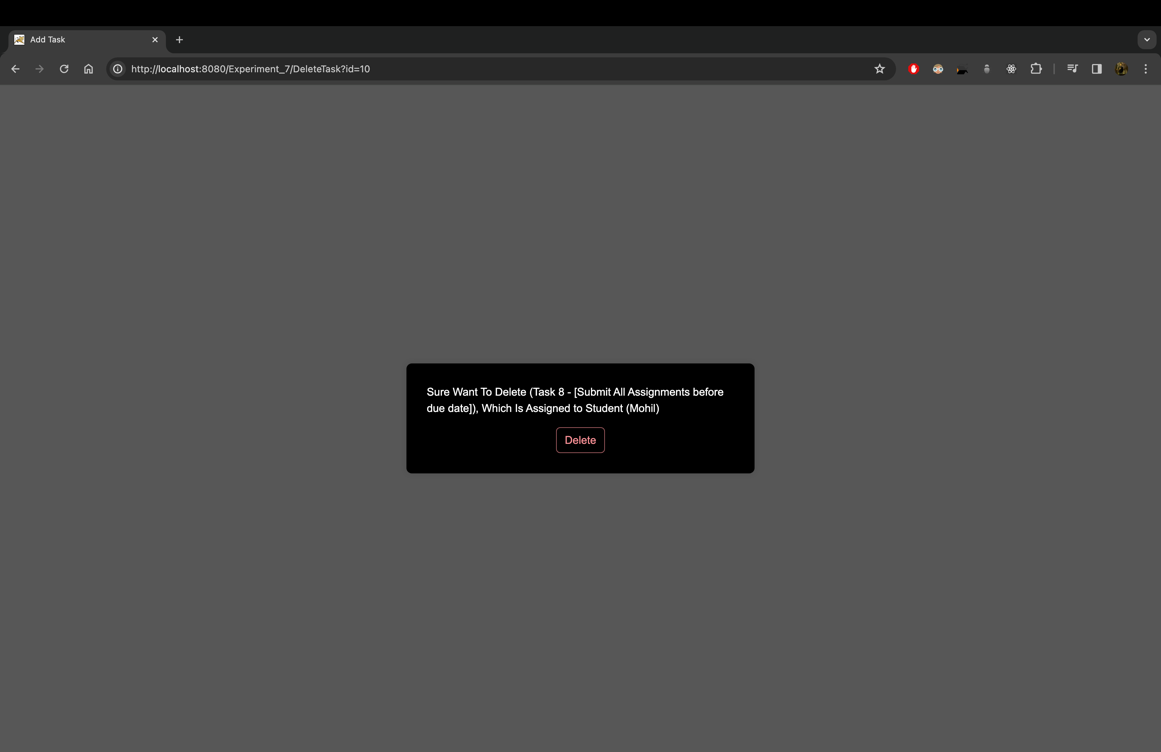 Add Task
http://localhost:8080/Experiment_7/DeleteTask?id=10
Sure Want To Delete (Task 8 - [Submit All Assignments before
due date]), Which Is Assigned to Student (Mohil)
Delete